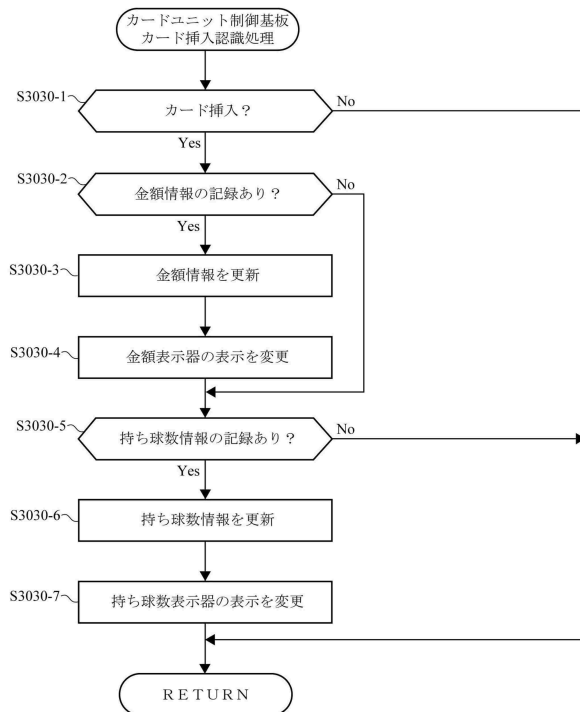 カードユニット制御基板
カード挿入認識処理
S3030-1
カード挿入？
No
Yes
S3030-2
金額情報の記録あり？
No
Yes
S3030-3
金額情報を更新
S3030-4
金額表示器の表示を変更
S3030-5
持ち球数情報の記録あり？
No
Yes
S3030-6
持ち球数情報を更新
S3030-7
持ち球数表示器の表示を変更
ＲＥＴＵＲＮ